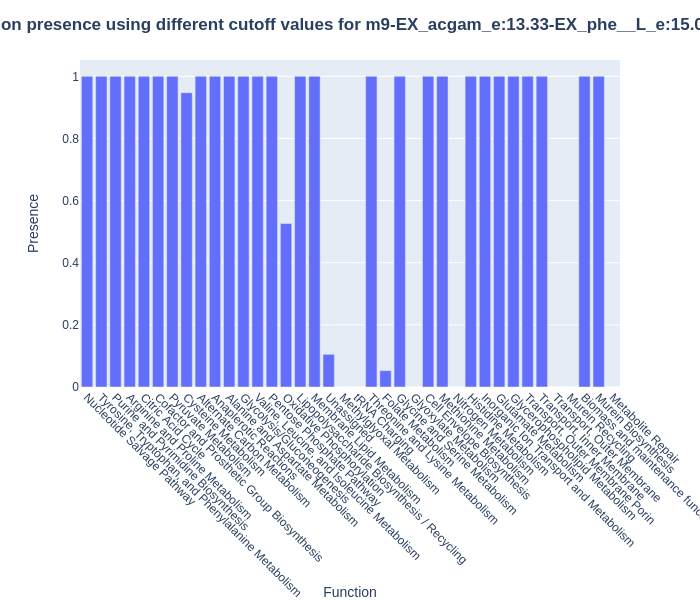 on presence using different cutoff values for m9-EX_acgam_e:13.33-EX_phe__L_e:15.0
1
0.8
0.6
0.4
0.2
0
Presence
Nucleotide Salvage Pathway
Tyrosine, Tryptophan, and Phenylalanine Metabolism
Purine and Pyrimidine Biosynthesis
Arginine and Proline Metabolism
Citric Acid Cycle
Cofactor and Prosthetic Group Biosynthesis
Pyruvate Metabolism
Cysteine Metabolism
Alternate Carbon Metabolism
Anaplerotic Reactions
Alanine and Aspartate Metabolism
Glycolysis/Gluconeogenesis
Valine, Leucine, and Isoleucine Metabolism
Pentose Phosphate Pathway
Oxidative Phosphorylation
Lipopolysaccharide Biosynthesis / Recycling
Membrane Lipid Metabolism
Unassigned
Methylglyoxal Metabolism
tRNA Charging
Threonine and Lysine Metabolism
Folate Metabolism
Glycine and Serine Metabolism
Glyoxylate Metabolism
Cell Envelope Biosynthesis
Methionine Metabolism
Nitrogen Metabolism
Histidine Metabolism
Inorganic Ion Transport and Metabolism
Glutamate Metabolism
Glycerophospholipid Metabolism
Transport, Outer Membrane Porin
Transport, Inner Membrane
Transport, Outer Membrane
Murein Recycling
Biomass and maintenance func
Murein Biosynthesis
Metabolite Repair
Function